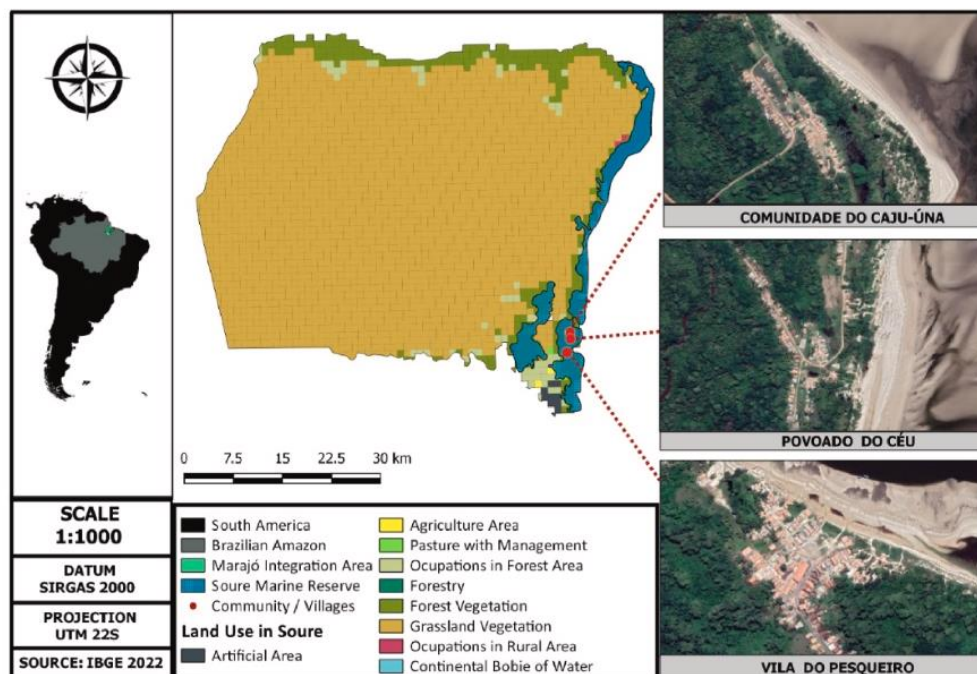 COMUNIDADE DO CAJU-ÚNA
POVOADO DO CÉU
VILA DO PESQUEIRO
0 7.5 15 22.5 30 km
SCALE
1:1000
DATUM
SIRGAS 2000
PROJECTION
UTM 22S
SOURCE: IBGE 2022
South America
Brazilian Amazon
Marajó Integration Area
Soure Marine Reserve
Community / Villages
Land Use in Soure
Artificial Area
Agriculture Area
Pasture with Management
Ocupations in Forest Area
Forestry
Forest Vegetation
Grassland Vegetation
Ocupations in Rural Area
Continental Bobie of Water